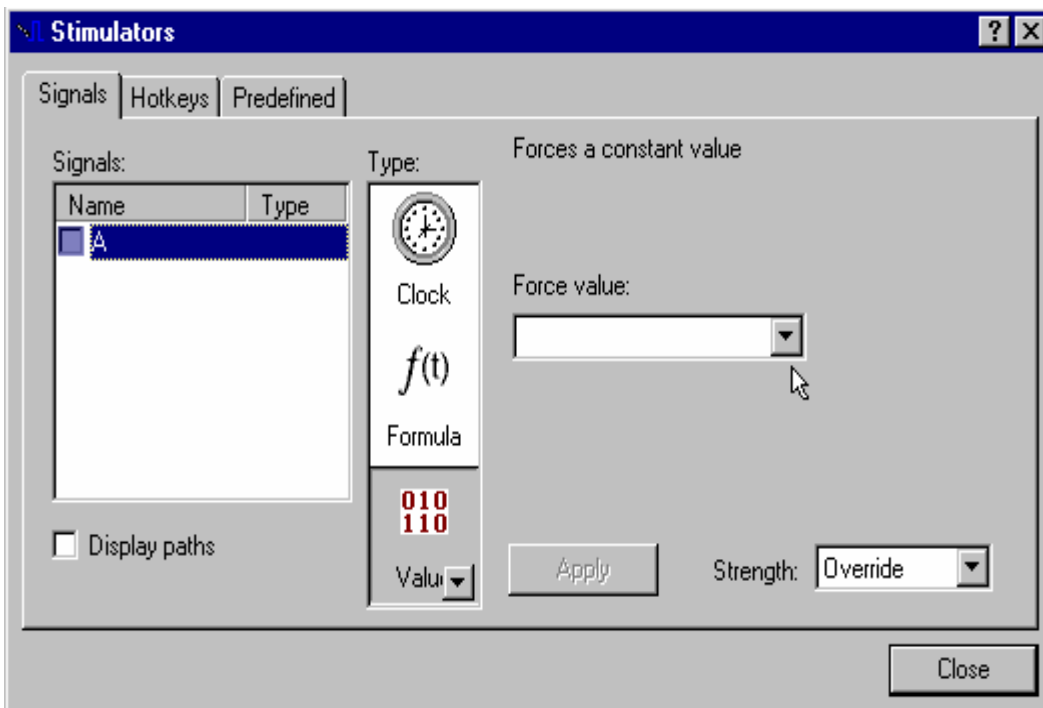 Stimulators
Signals Hotkeys Predefined
Signals:
Name Type
A
Display paths
Type:
Clock
f(t)
Formula
010
110
Forces a constant value
Force value:
Apply
Strength: Override
Close